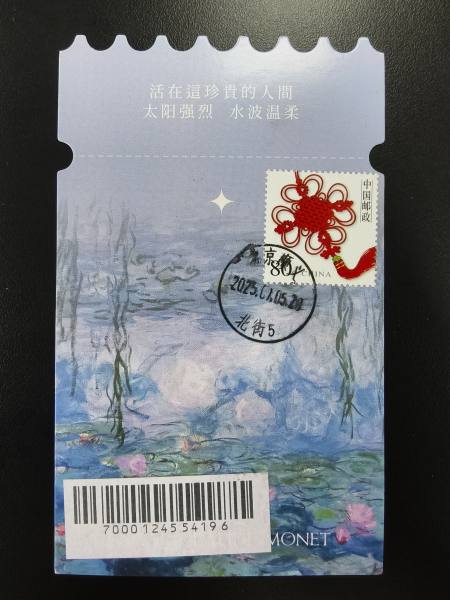 活在這珍貴的人間
太阳强烈 水波温柔
中国邮政
80分
CHINA
2025.01.05.20
北街5
7000124554196
MONET